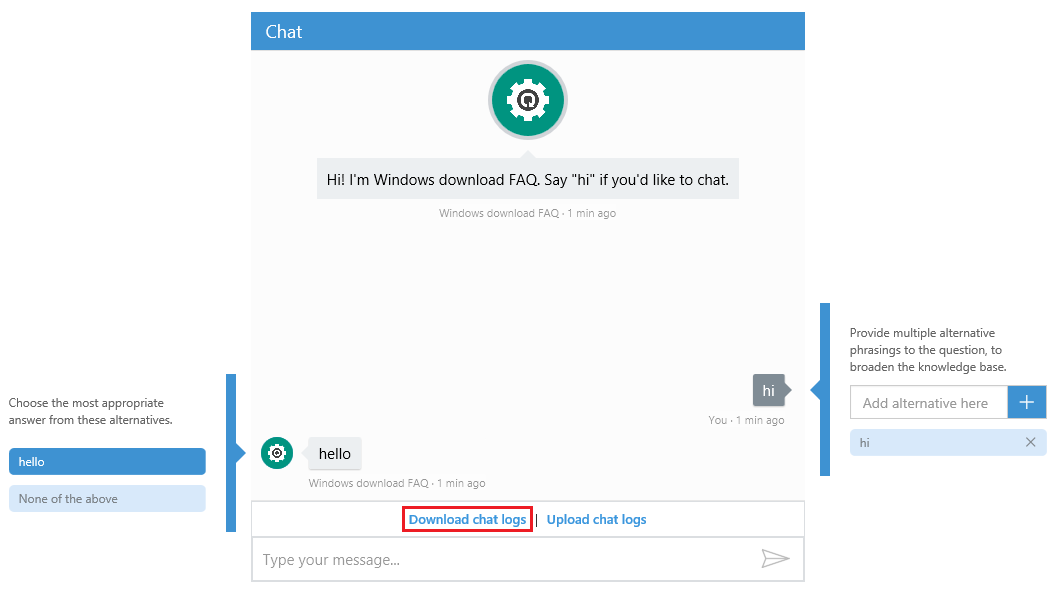 Chat
Hi! I'm Windows download FAQ. Say "hi" if you'd like to chat.
Windows download FAQ · 1 min ago
Provide multiple alternative
phrasings to the question, to
broaden the knowledge base.
Add alternative here
hi
hi
You · 1 min ago
Choose the most appropriate
answer from these alternatives.
hello
None of the above
hello
Windows download FAQ · 1 min ago
Download chat logs | Upload chat logs
Type your message...